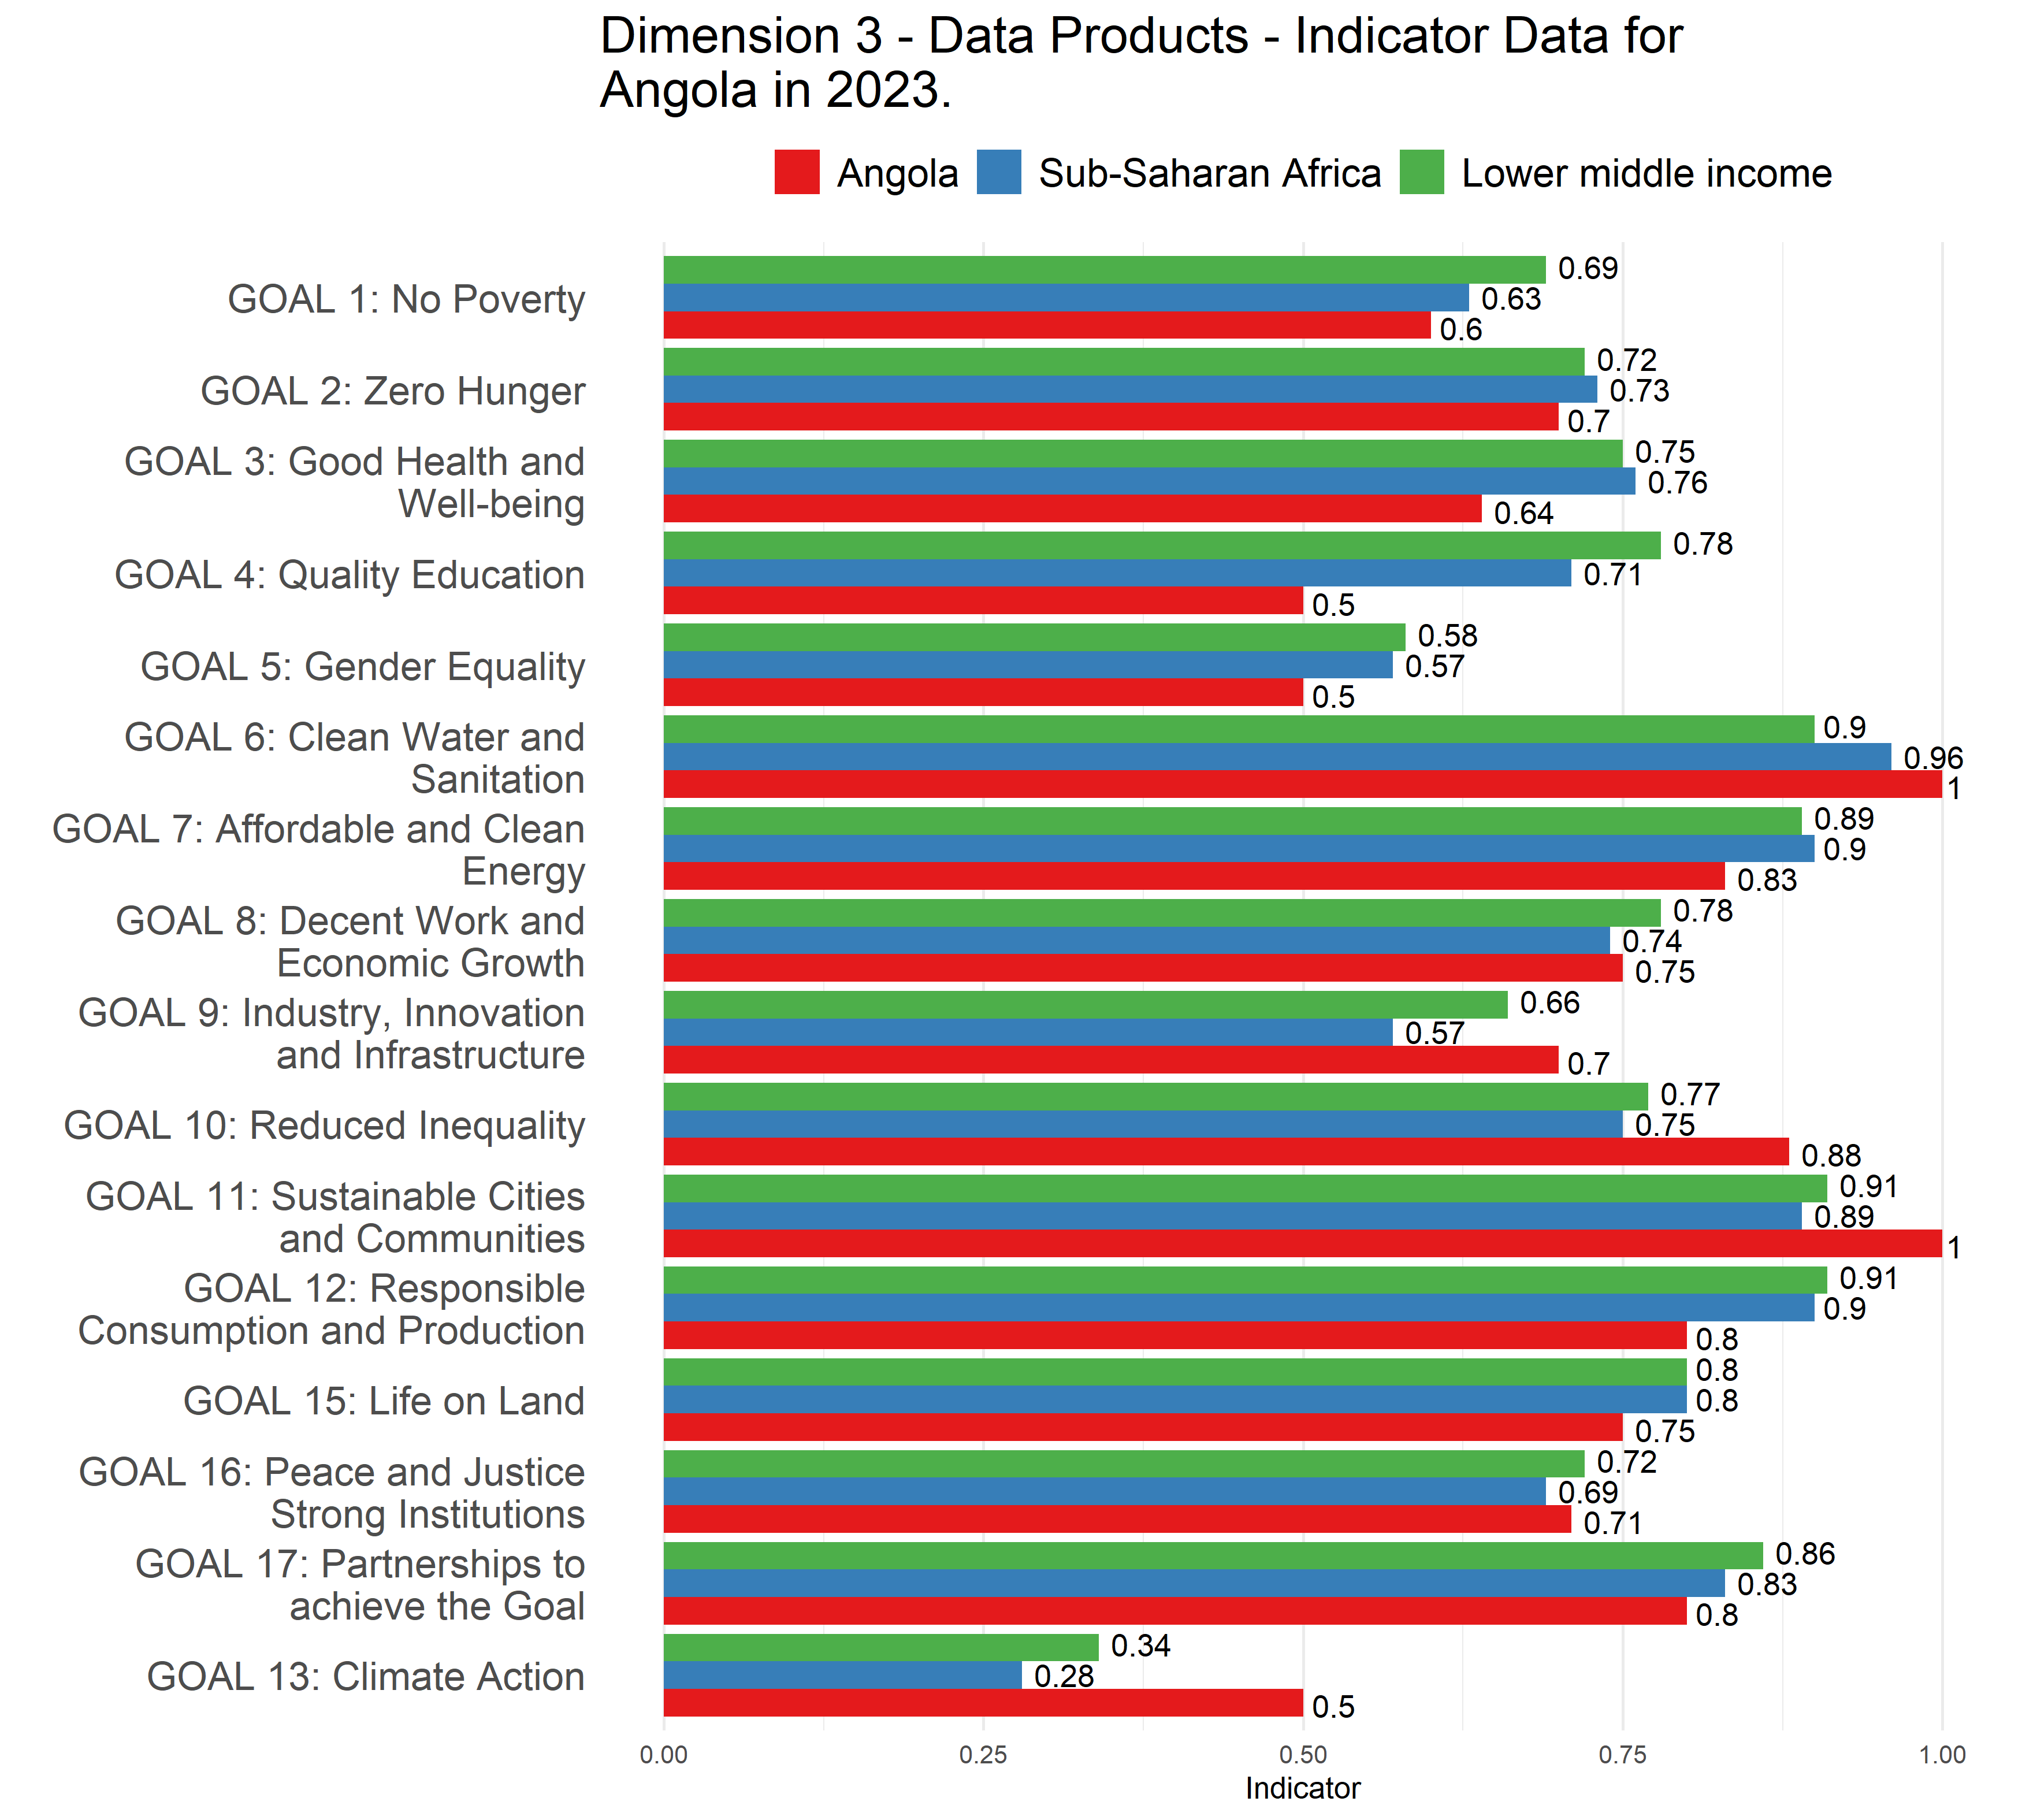 Dimension 3 - Data Products - Indicator Data for
Angola in 2023.
Angola
Sub-Saharan Africa
Lower middle income
GOAL 1: No Poverty
0.69
0.63
0.6
GOAL 2: Zero Hunger
0.72
0.73
0.7
GOAL 3: Good Health and
Well-being
0.75
0.76
0.64
GOAL 4: Quality Education
0.78
0.71
0.5
GOAL 5: Gender Equality
0.58
0.57
0.5
GOAL 6: Clean Water and
Sanitation
0.9
0.96
1
GOAL 7: Affordable and Clean
Energy
0.89
0.9
0.83
GOAL 8: Decent Work and
Economic Growth
0.78
0.74
0.75
GOAL 9: Industry, Innovation
and Infrastructure
0.66
0.57
0.7
GOAL 10: Reduced Inequality
0.77
0.75
0.88
GOAL 11: Sustainable Cities
and Communities
0.91
0.89
1
GOAL 12: Responsible
Consumption and Production
0.91
0.9
0.8
GOAL 15: Life on Land
0.8
0.8
0.75
GOAL 16: Peace and Justice
Strong Institutions
0.72
0.69
0.71
GOAL 17: Partnerships to
achieve the Goal
0.86
0.83
0.8
GOAL 13: Climate Action
0.34
0.28
0.5
0.00
0.25
0.50
0.75
1.00
Indicator